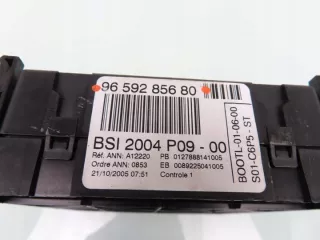 96 592 856 80
BSI 2004 P09 - 00
Réf. ANN: A12220 PB 0127888141005
Ordre ANN: 0853 EB 0089225041005
21/10/2005 07:51 Controle 1
BOOTL-01-06-00
S01-C6P5 - ST